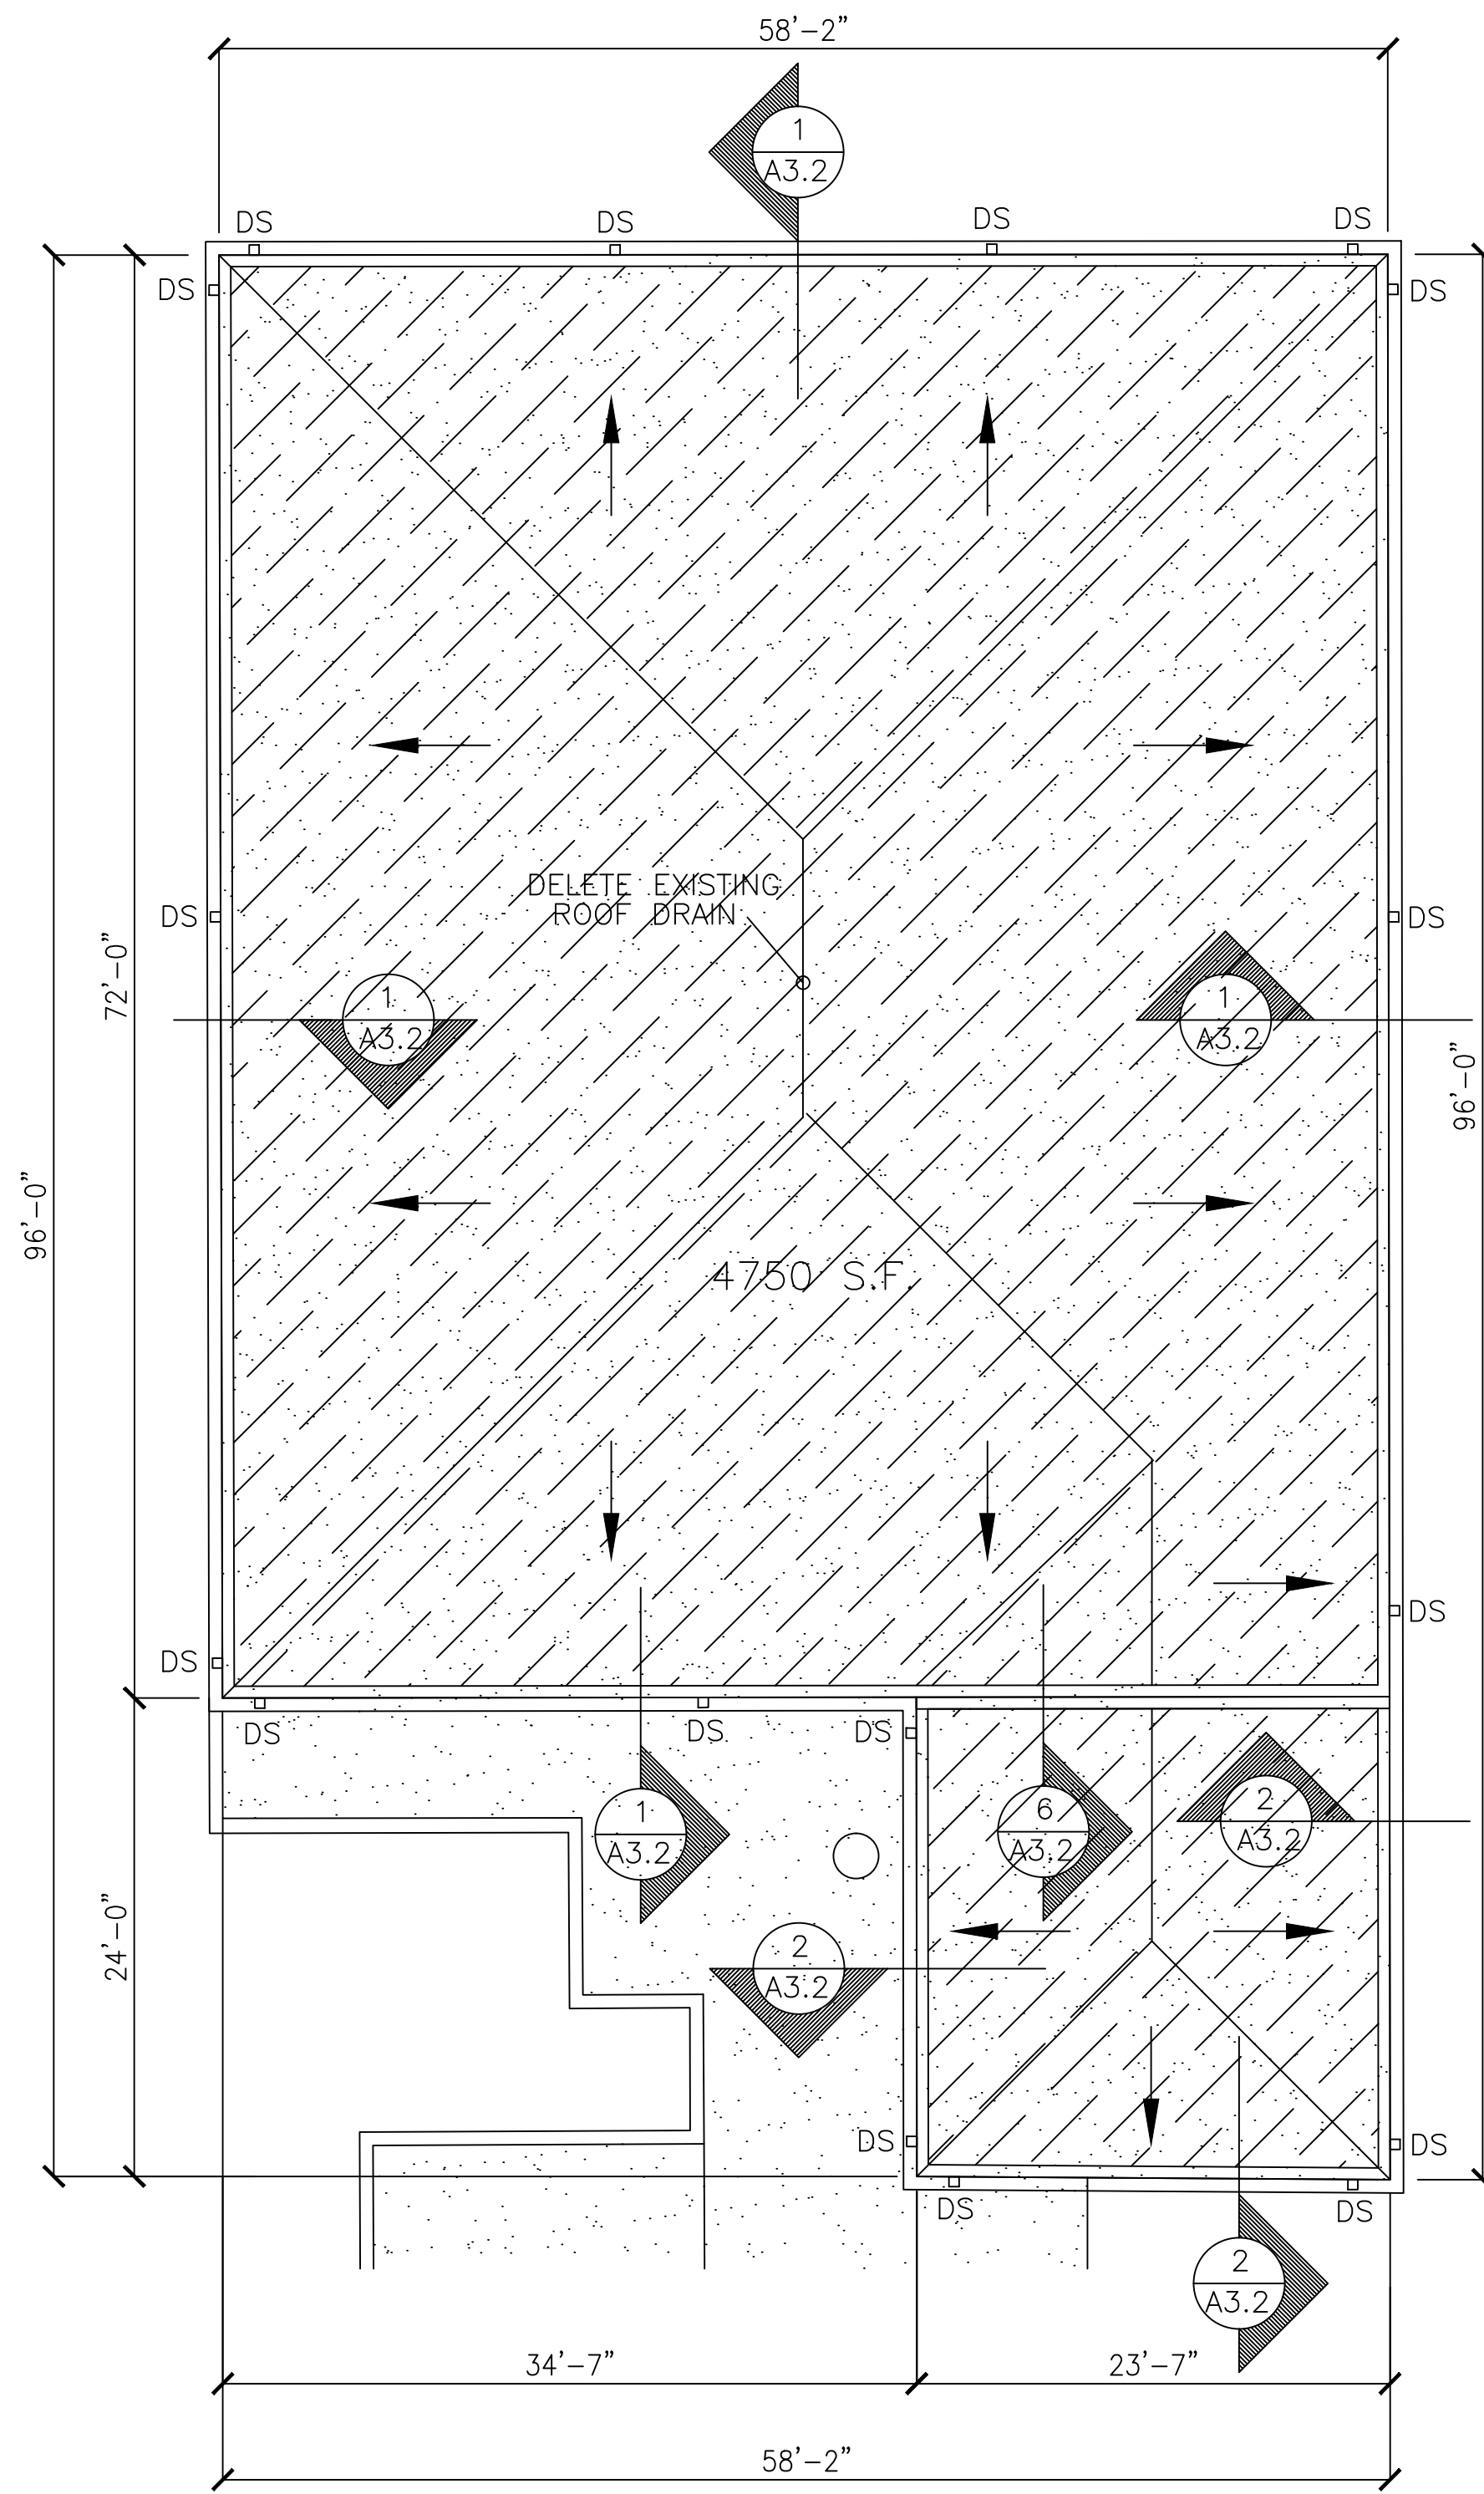 58'-2"
1
A3.2
DS DS DS DS
DS DS
DELETE EXISTING
ROOF DRAIN
DS DS
72'-0"
1
A3.2
1
A3.2
96'-0"
96'-0"
4750 S.F.
DS
DS
DS DS DS
1
A3.2
6
A3.2
2
A3.2
24'-0"
2
A3.2
DS DS
DS DS
2
A3.2
34'-7" 23'-7"
58'-2"